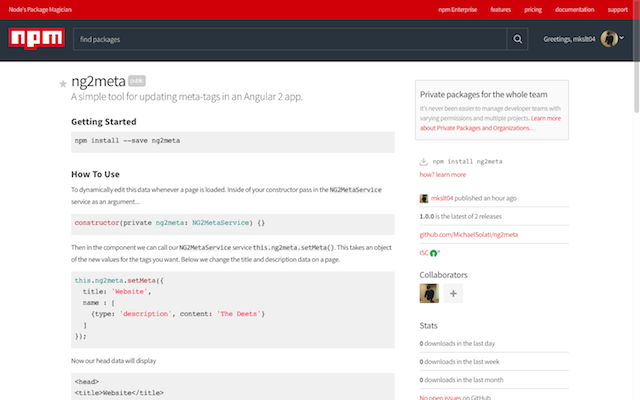 Node's Package Magician
npm Enterprise features pricing documentation support
npm
find packages
Greetings, mkslt04
ng2meta public
A simple tool for updating meta-tags in an Angular 2 app.
Getting Started
npm install --save ng2meta
How To Use
To dynamically edit this data whenever a page is loaded. Inside of your constructor pass in the NG2MetaService
service as an argument...
constructor(private ng2meta: NG2MetaService) {}
Then in the component we can call our NG2MetaService service this.ng2meta.setMeta(). This takes an object
of the new values for the tags you want. Below we change the title and description data on a page.
this.ng2meta.setMeta({
title: 'Website',
name : [
{type: 'description', content: 'The Deets'}
]
});
Now our head data will display
<head>
<title>Website</title>
Private packages for the whole team
It's never been easier to manage developer teams with
varying permissions and multiple projects. Learn more
about Private Packages and Organizations…
npm install ng2meta
how? learn more
mkslt04 published an hour ago
1.0.0 is the latest of 2 releases
github.com/MichaelSolati/ng2meta
ISC
Collaborators
+
Stats
0 downloads in the last day
0 downloads in the last week
0 downloads in the last month
No open issues on GitHub